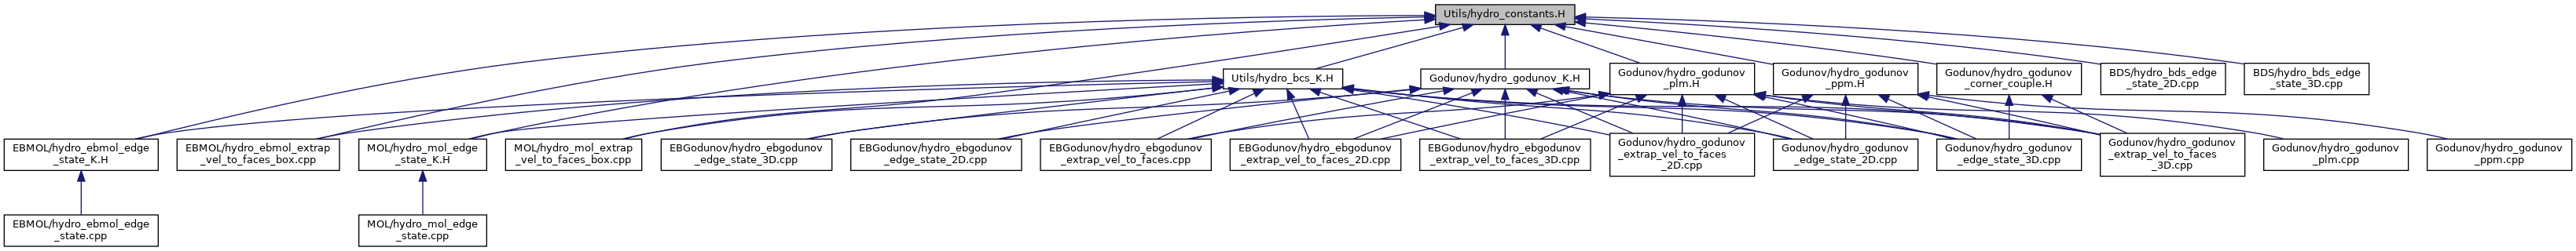 Utils/hydro_constants.H
Utils/hydro_bcs_K.H
Godunov/hydro_godunov_K.H
Godunov/hydro_godunov
_plm.H
Godunov/hydro_godunov
_ppm.H
Godunov/hydro_godunov
_corner_couple.H
BDS/hydro_bds_edge
_state_2D.cpp
BDS/hydro_bds_edge
_state_3D.cpp
EBMOL/hydro_ebmol_edge
_state_K.H
EBMOL/hydro_ebmol_extrap
_vel_to_faces_box.cpp
MOL/hydro_mol_edge
_state_K.H
MOL/hydro_mol_extrap
_vel_to_faces_box.cpp
EBGodunov/hydro_ebgodunov
_edge_state_3D.cpp
EBGodunov/hydro_ebgodunov
_edge_state_2D.cpp
EBGodunov/hydro_ebgodunov
_extrap_vel_to_faces.cpp
EBGodunov/hydro_ebgodunov
_extrap_vel_to_faces_2D.cpp
EBGodunov/hydro_ebgodunov
_extrap_vel_to_faces_3D.cpp
Godunov/hydro_godunov
_extrap_vel_to_faces
_2D.cpp
Godunov/hydro_godunov
_edge_state_2D.cpp
Godunov/hydro_godunov
_edge_state_3D.cpp
Godunov/hydro_godunov
_extrap_vel_to_faces
_3D.cpp
Godunov/hydro_godunov
_plm.cpp
Godunov/hydro_godunov
_ppm.cpp
EBMOL/hydro_ebmol_edge
_state.cpp
MOL/hydro_mol_edge
_state.cpp